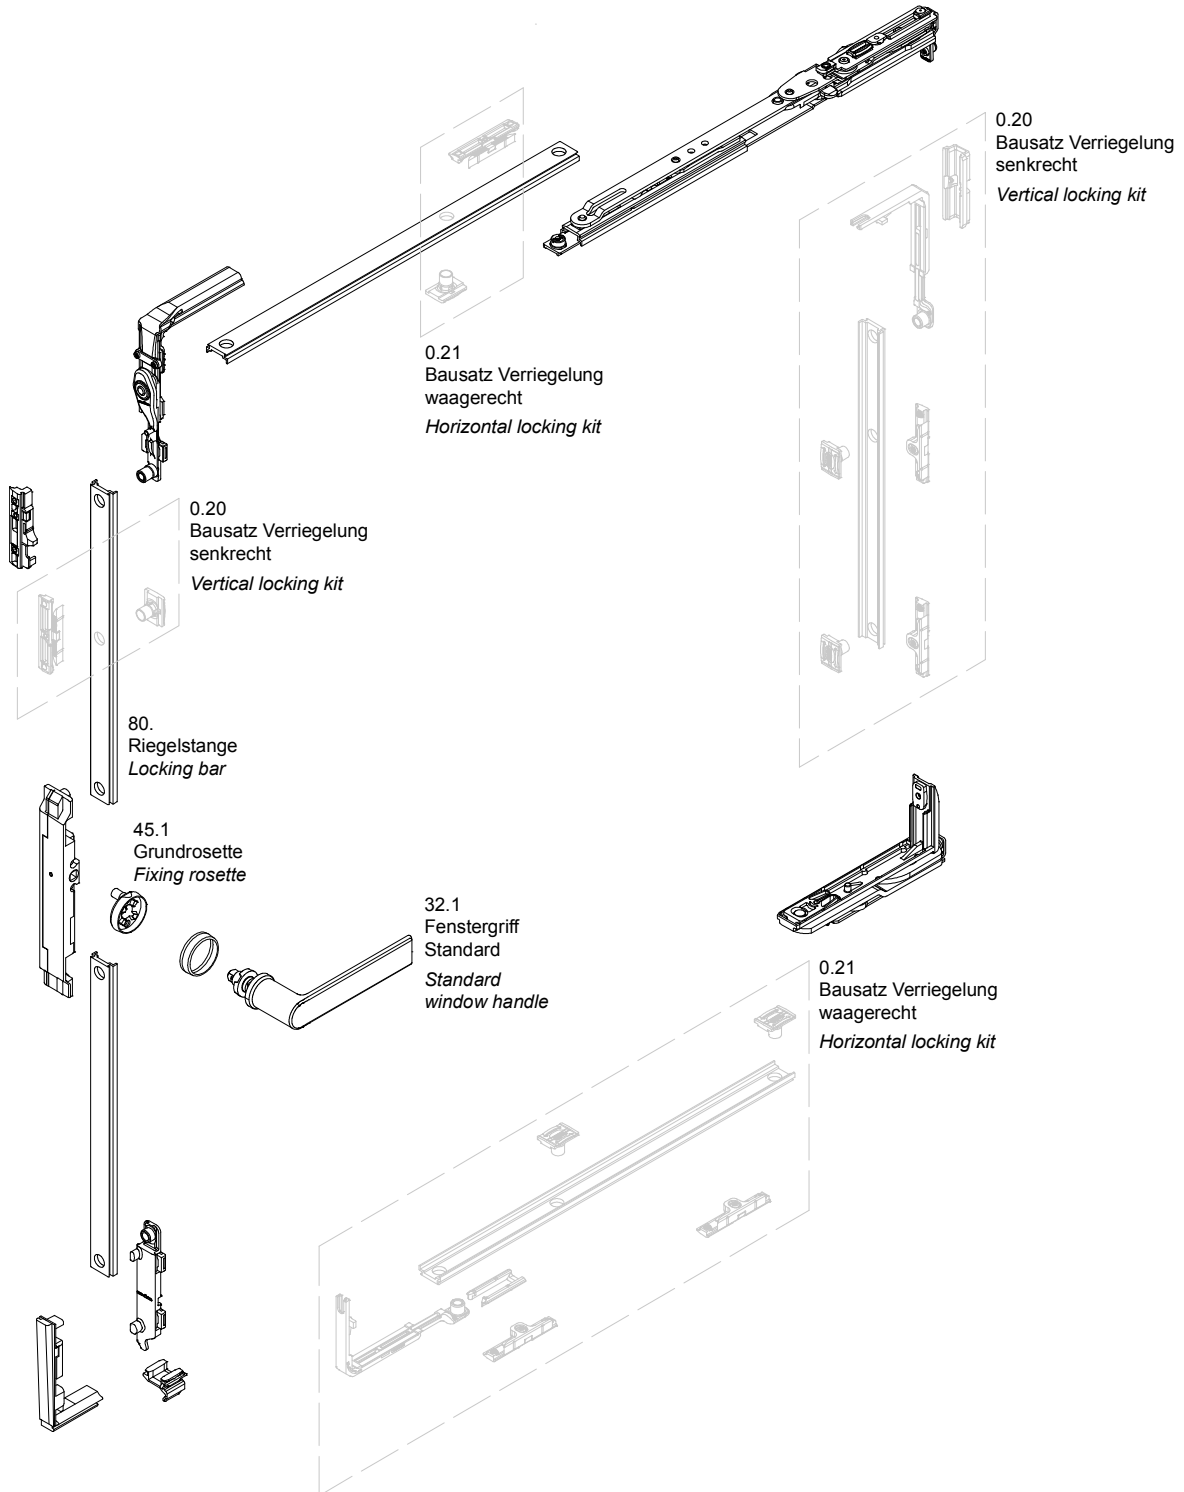 0.20
Bausatz Verriegelung
senkrecht
Vertical locking kit
0.21
Bausatz Verriegelung
waagerecht
Horizontal locking kit
0.20
Bausatz Verriegelung
senkrecht
Vertical locking kit
80.
Riegelstange
Locking bar
45.1
Grundrosette
Fixing rosette
32.1
Fenstergriff
Standard
Standard
window handle
0.21
Bausatz Verriegelung
waagerecht
Horizontal locking kit